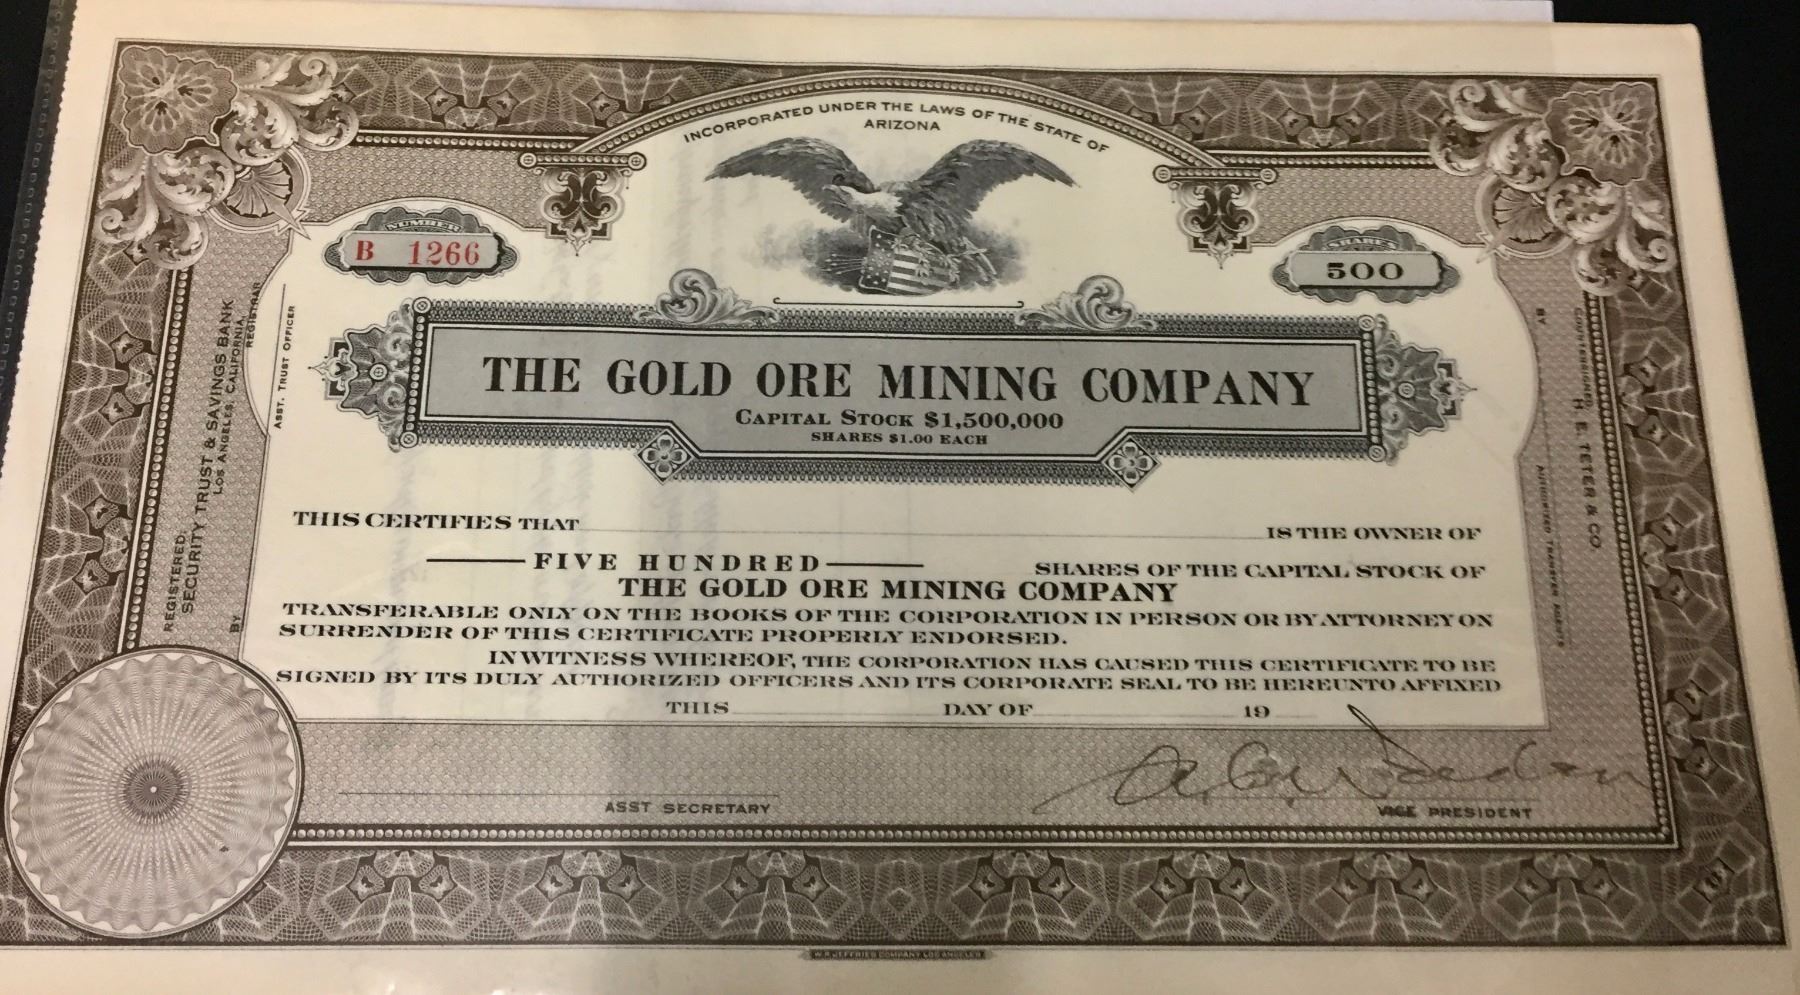 INCORPORATED UNDER THE LAWS OF THE STATE OF
ARIZONA
NUMBER
B 1266
SHARES
500
THE GOLD ORE MINING COMPANY
CAPITAL STOCK $1,500,000
SHARES $1.00 EACH
REGISTERED,
SECURITY TRUST & SAVINGS BANK
LOS ANGELES, CALIFORNIA,
REGISTRAR
BY
ASST. TRUST OFFICER
COUNTERSIGNED,
H. E. TETER & CO.
BY
AUTHORIZED TRANSFER AGENTS
THIS CERTIFIES THAT IS THE OWNER OF
FIVE HUNDRED SHARES OF THE CAPITAL STOCK OF
THE GOLD ORE MINING COMPANY
TRANSFERABLE ONLY ON THE BOOKS OF THE CORPORATION IN PERSON OR BY ATTORNEY ON
SURRENDER OF THIS CERTIFICATE PROPERLY ENDORSED.
IN WITNESS WHEREOF, THE CORPORATION HAS CAUSED THIS CERTIFICATE TO BE
SIGNED BY ITS DULY AUTHORIZED OFFICERS AND ITS CORPORATE SEAL TO BE HEREUNTO AFFIXED
THIS DAY OF 19
ASST SECRETARY
VICE PRESIDENT
W.R. JEFFRIES COMPANY, LOS ANGELES